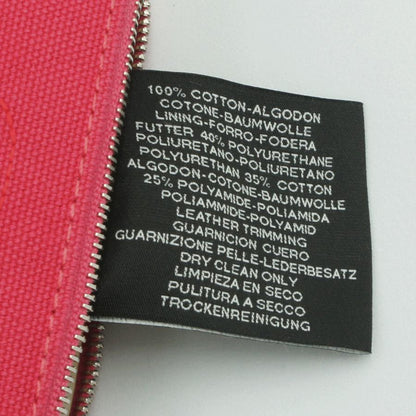 100% COTTON-ALGODON
COTONE-BAUMWOLLE
LINING-FORRO-FODERA
FUTTER 40% POLYURETHANE
POLIURETANO-POLIURETANO
POLYURETHAN 35% COTTON
ALGODON-COTONE-BAUMWOLLE
25% POLYAMIDE-POLIAMIDA
POLIAMMIDE-POLYAMID
LEATHER TRIMMING
GUARNICION CUERO
GUARNIZIONE PELLE-LEDERBESATZ
DRY CLEAN ONLY
LIMPIEZA EN SECO
PULITURA A SECCO
TROCKENREINIGUNG